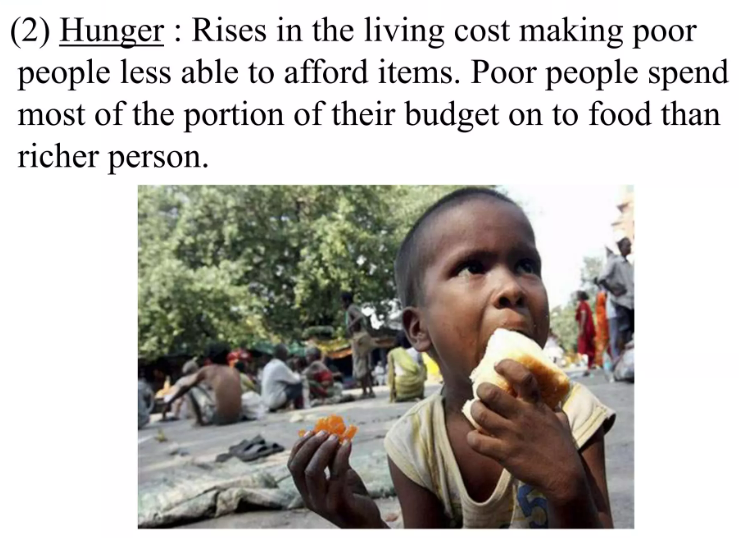 (2) Hunger : Rises in the living cost making poor
people less able to afford items. Poor people spend
most of the portion of their budget on to food than
richer person.